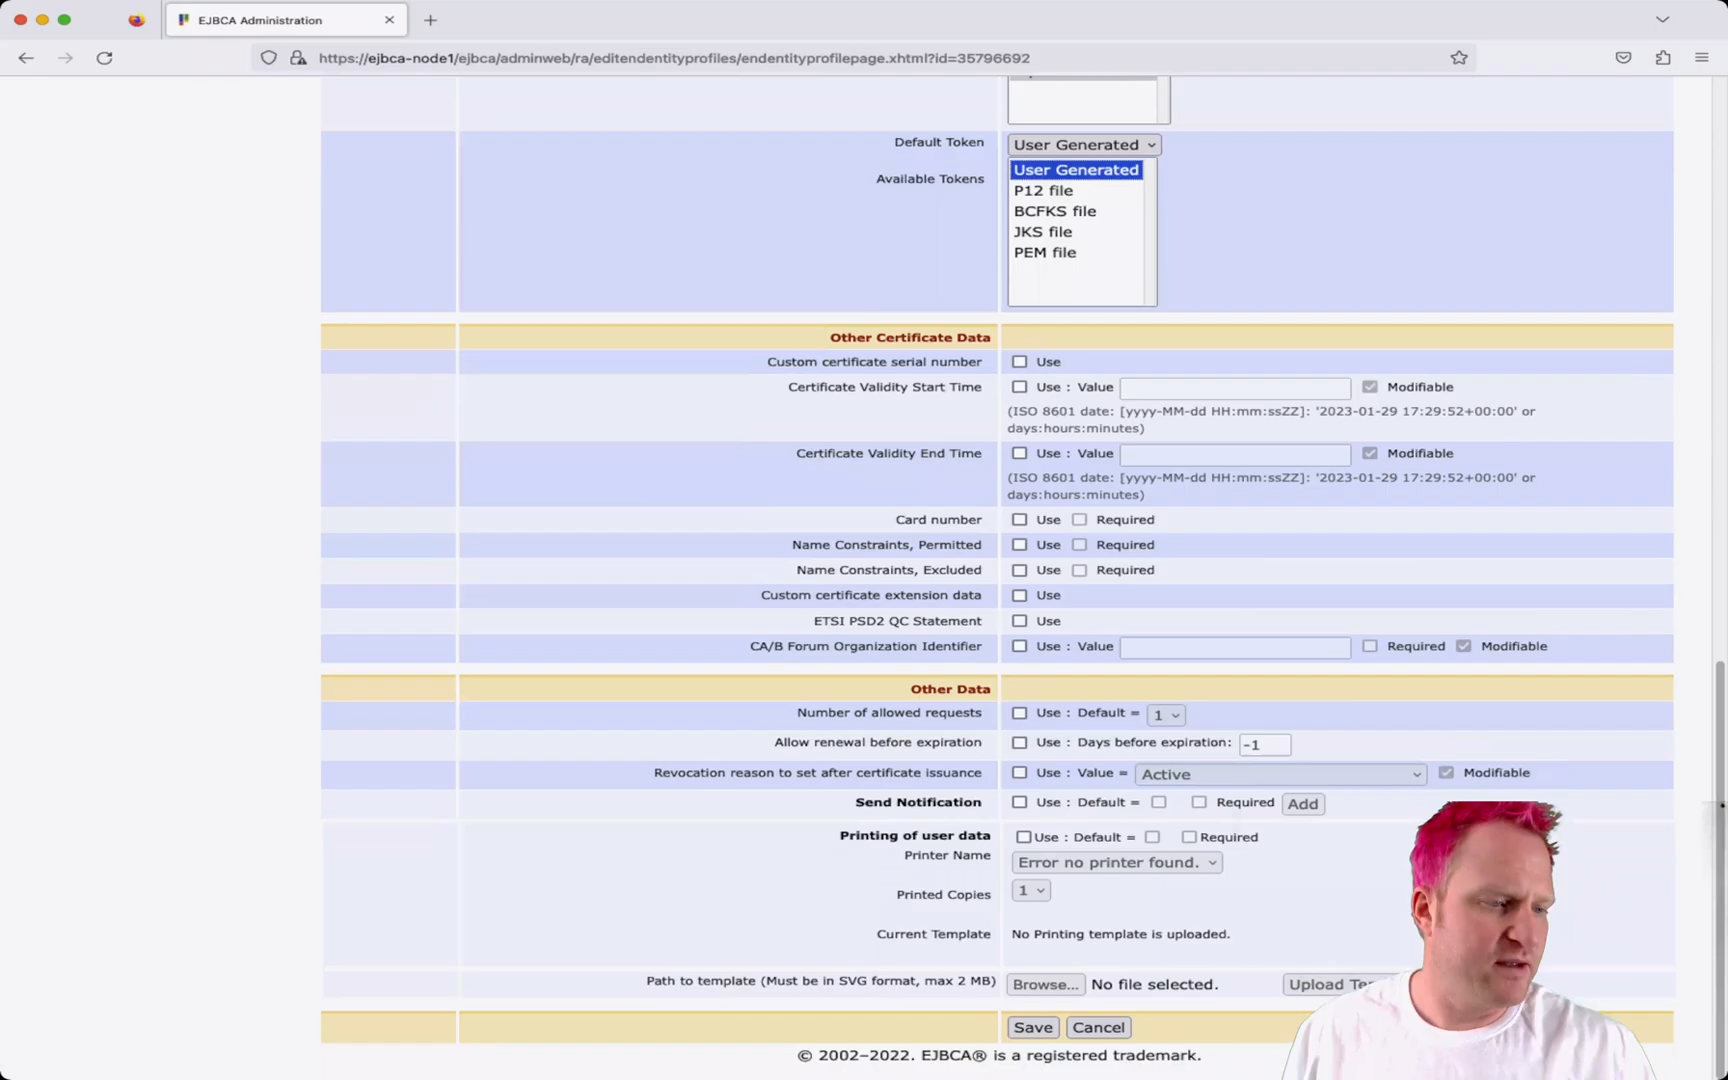 EJBCA Administration
https://ejbca-node1/ejbca/adminweb/ra/editendentityprofiles/endentityprofilepage.xhtml?id=35796692
Default Token User Generated
Available Tokens User Generated
P12 file
BCFKS file
JKS file
PEM file
Other Certificate Data
Custom certificate serial number Use
Certificate Validity Start Time Use : Value Modifiable
(ISO 8601 date: [yyyy-MM-dd HH:mm:ssZZ]: '2023-01-29 17:29:52+00:00' or
days:hours:minutes)
Certificate Validity End Time Use : Value Modifiable
(ISO 8601 date: [yyyy-MM-dd HH:mm:ssZZ]: '2023-01-29 17:29:52+00:00' or
days:hours:minutes)
Card number Use Required
Name Constraints, Permitted Use Required
Name Constraints, Excluded Use Required
Custom certificate extension data Use
ETSI PSD2 QC Statement Use
CA/B Forum Organization Identifier Use : Value Required Modifiable
Other Data
Number of allowed requests Use : Default = 1
Allow renewal before expiration Use : Days before expiration: -1
Revocation reason to set after certificate issuance Use : Value = Active Modifiable
Send Notification Use : Default = Required Add
Printing of user data Use : Default = Required
Printer Name Error no printer found.
Printed Copies 1
Current Template No Printing template is uploaded.
Path to template (Must be in SVG format, max 2 MB) Browse... No file selected. Upload
Save Cancel
© 2002–2022. EJBCA® is a registered trademark.